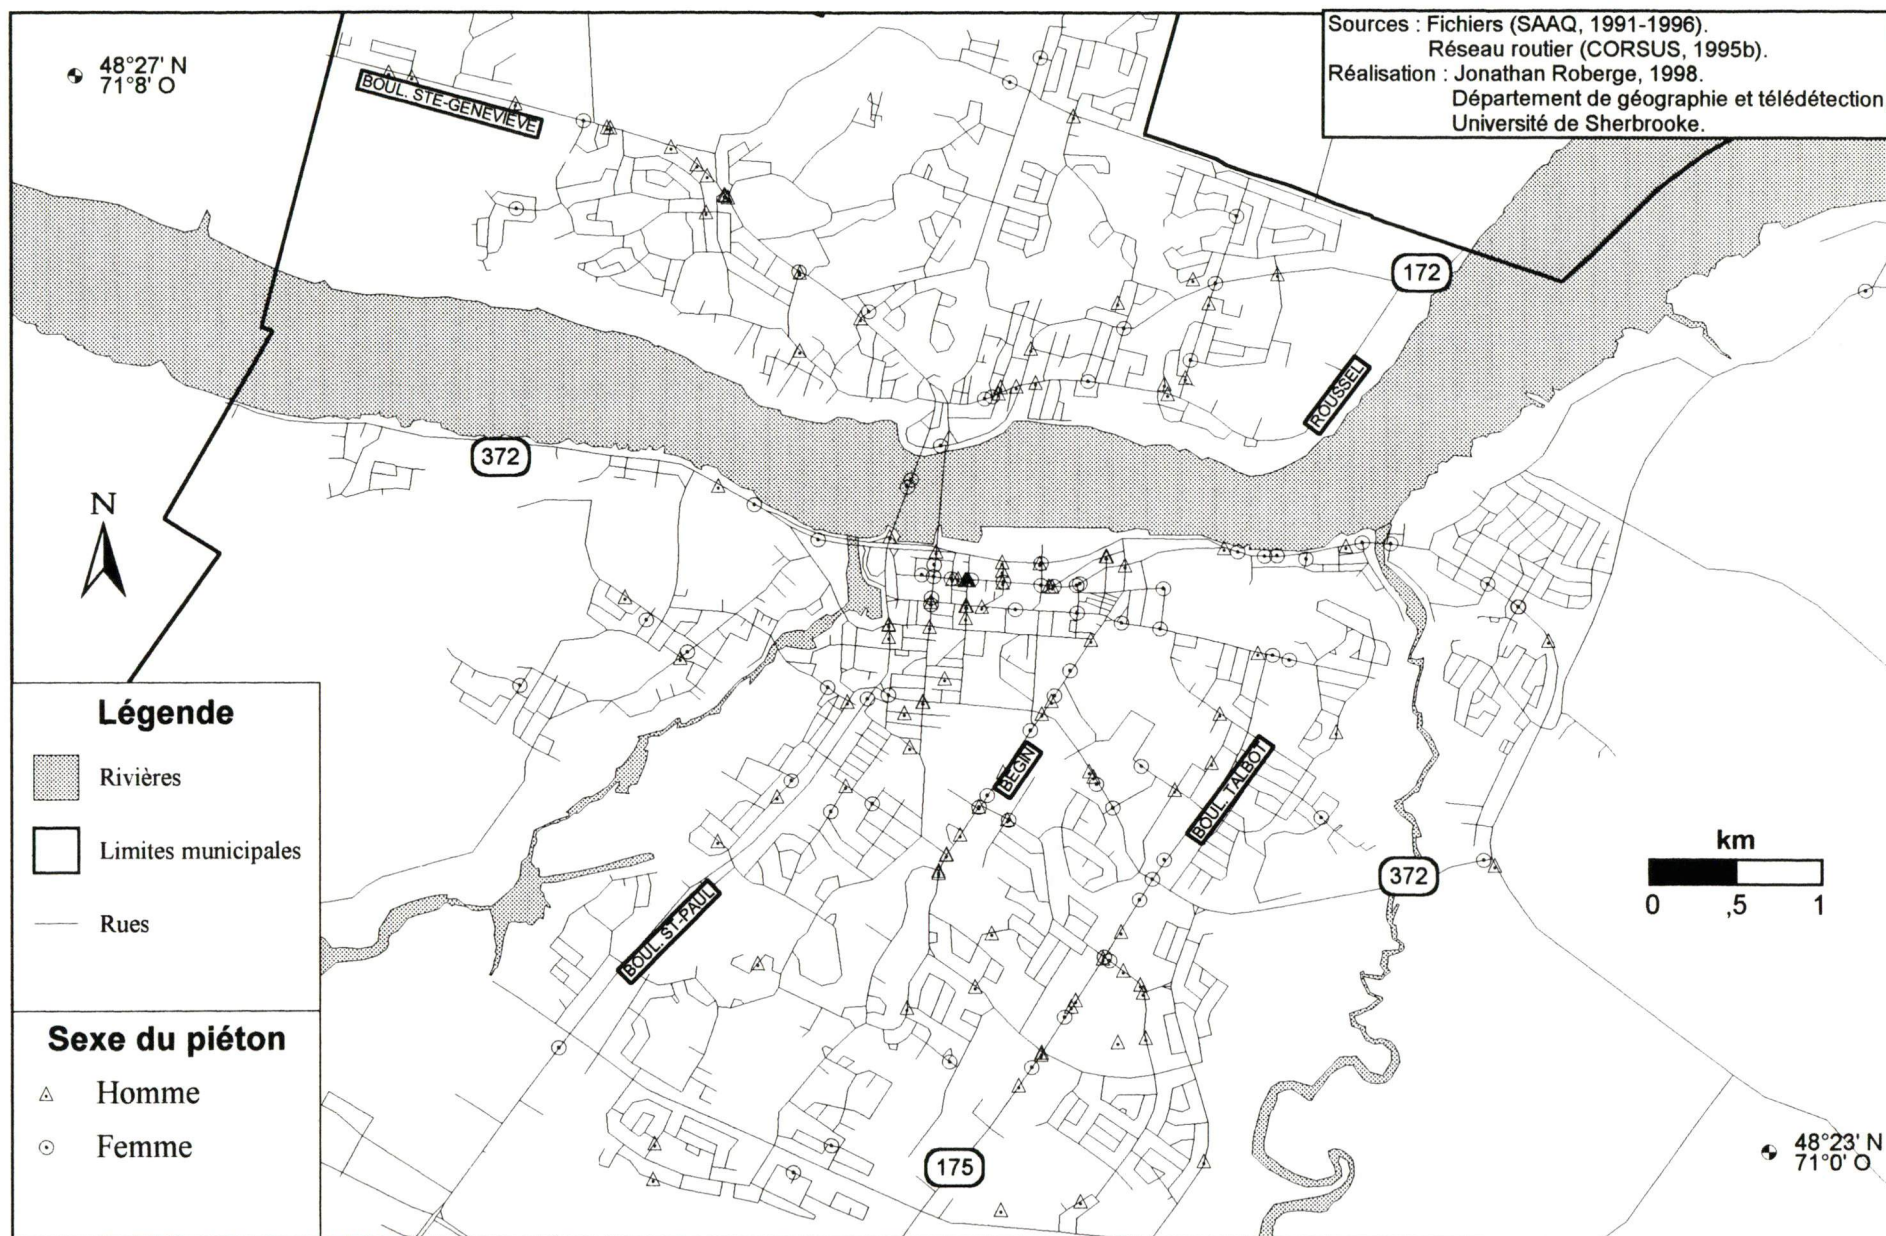 Sources : Fichiers (SAAQ, 1991-1996).
Réseau routier (CORSUS, 1995b).
Réalisation : Jonathan Roberge, 1998.
Département de géographie et télédétection
Université de Sherbrooke.
48°27' N
71°8' O
BOUL. STE-GENEVIEVE
172
ROUSSEL
372
N
BEGIN
BOUL. TALBOT
372
BOUL. ST-PAUL
175
km
0 ,5 1
48°23' N
71°0' O
Légende
Rivières
Limites municipales
Rues
Sexe du piéton
Homme
Femme